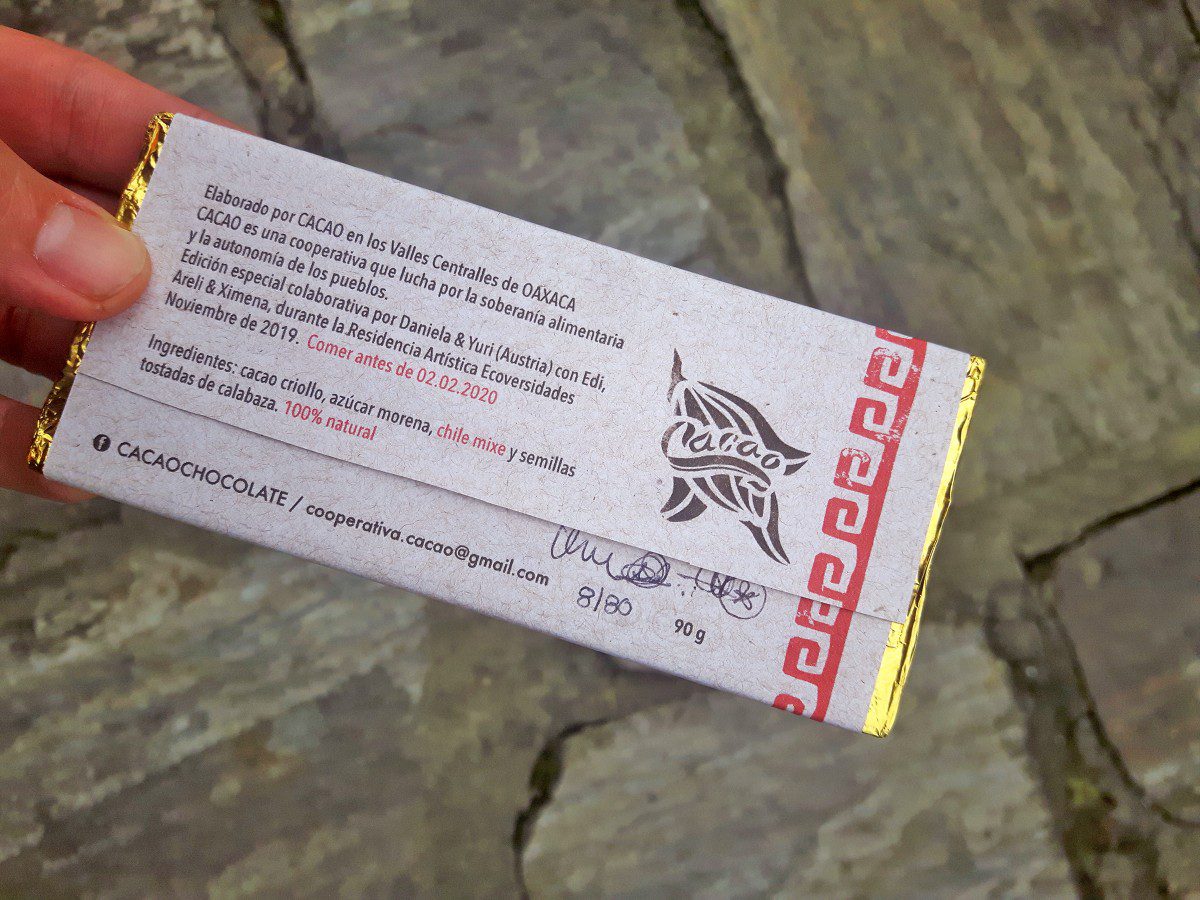 Elaborado por CACAO en los Valles Centralles de OAXACA
CACAO es una cooperativa que lucha por la soberanía alimentaria
y la autonomía de los pueblos.
Edición especial colaborativa por Daniela & Yuri (Austria) con Edi,
Areli & Ximena, durante la Residencia Artística Ecoversidades
Noviembre de 2019. Comer antes de 02.02.2020
Ingredientes: cacao criollo, azúcar morena, chile mixe y semillas
tostadas de calabaza. 100% natural
cacao
CACAOCHOCOLATE / cooperativa.cacao@gmail.com
8/80
90 g